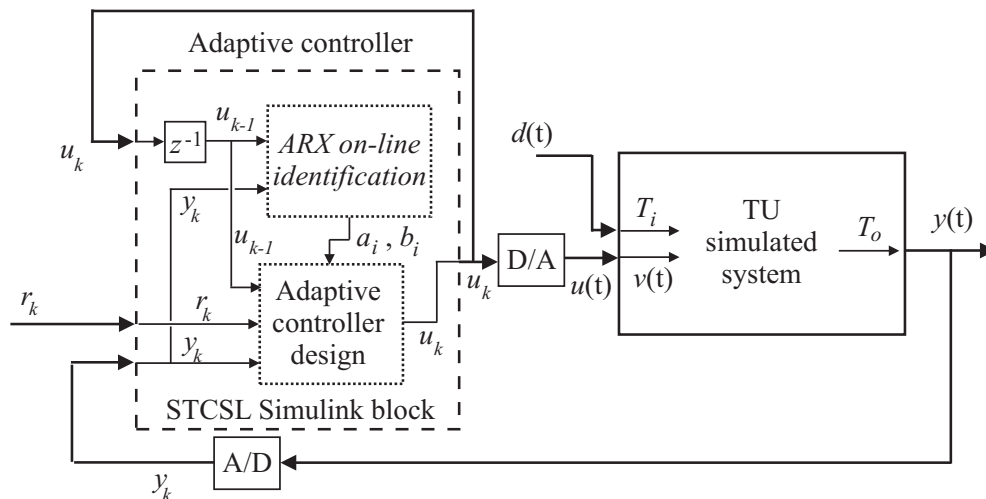 Adaptive controller
u_k
z^-1
u_k-1
ARX on-line
identification
y_k
u_k-1
a_i , b_i
r_k
r_k
y_k
Adaptive
controller
design
u_k
STCSL Simulink block
u_k
D/A
u(t)
d(t)
T_i
v(t)
TU
simulated
system
T_o
y(t)
A/D
y_k